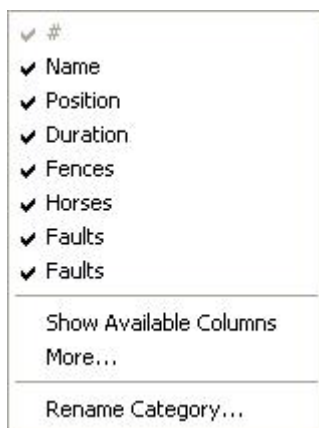 #
Name
Position
Duration
Fences
Horses
Faults
Faults
Show Available Columns
More...
Rename Category...